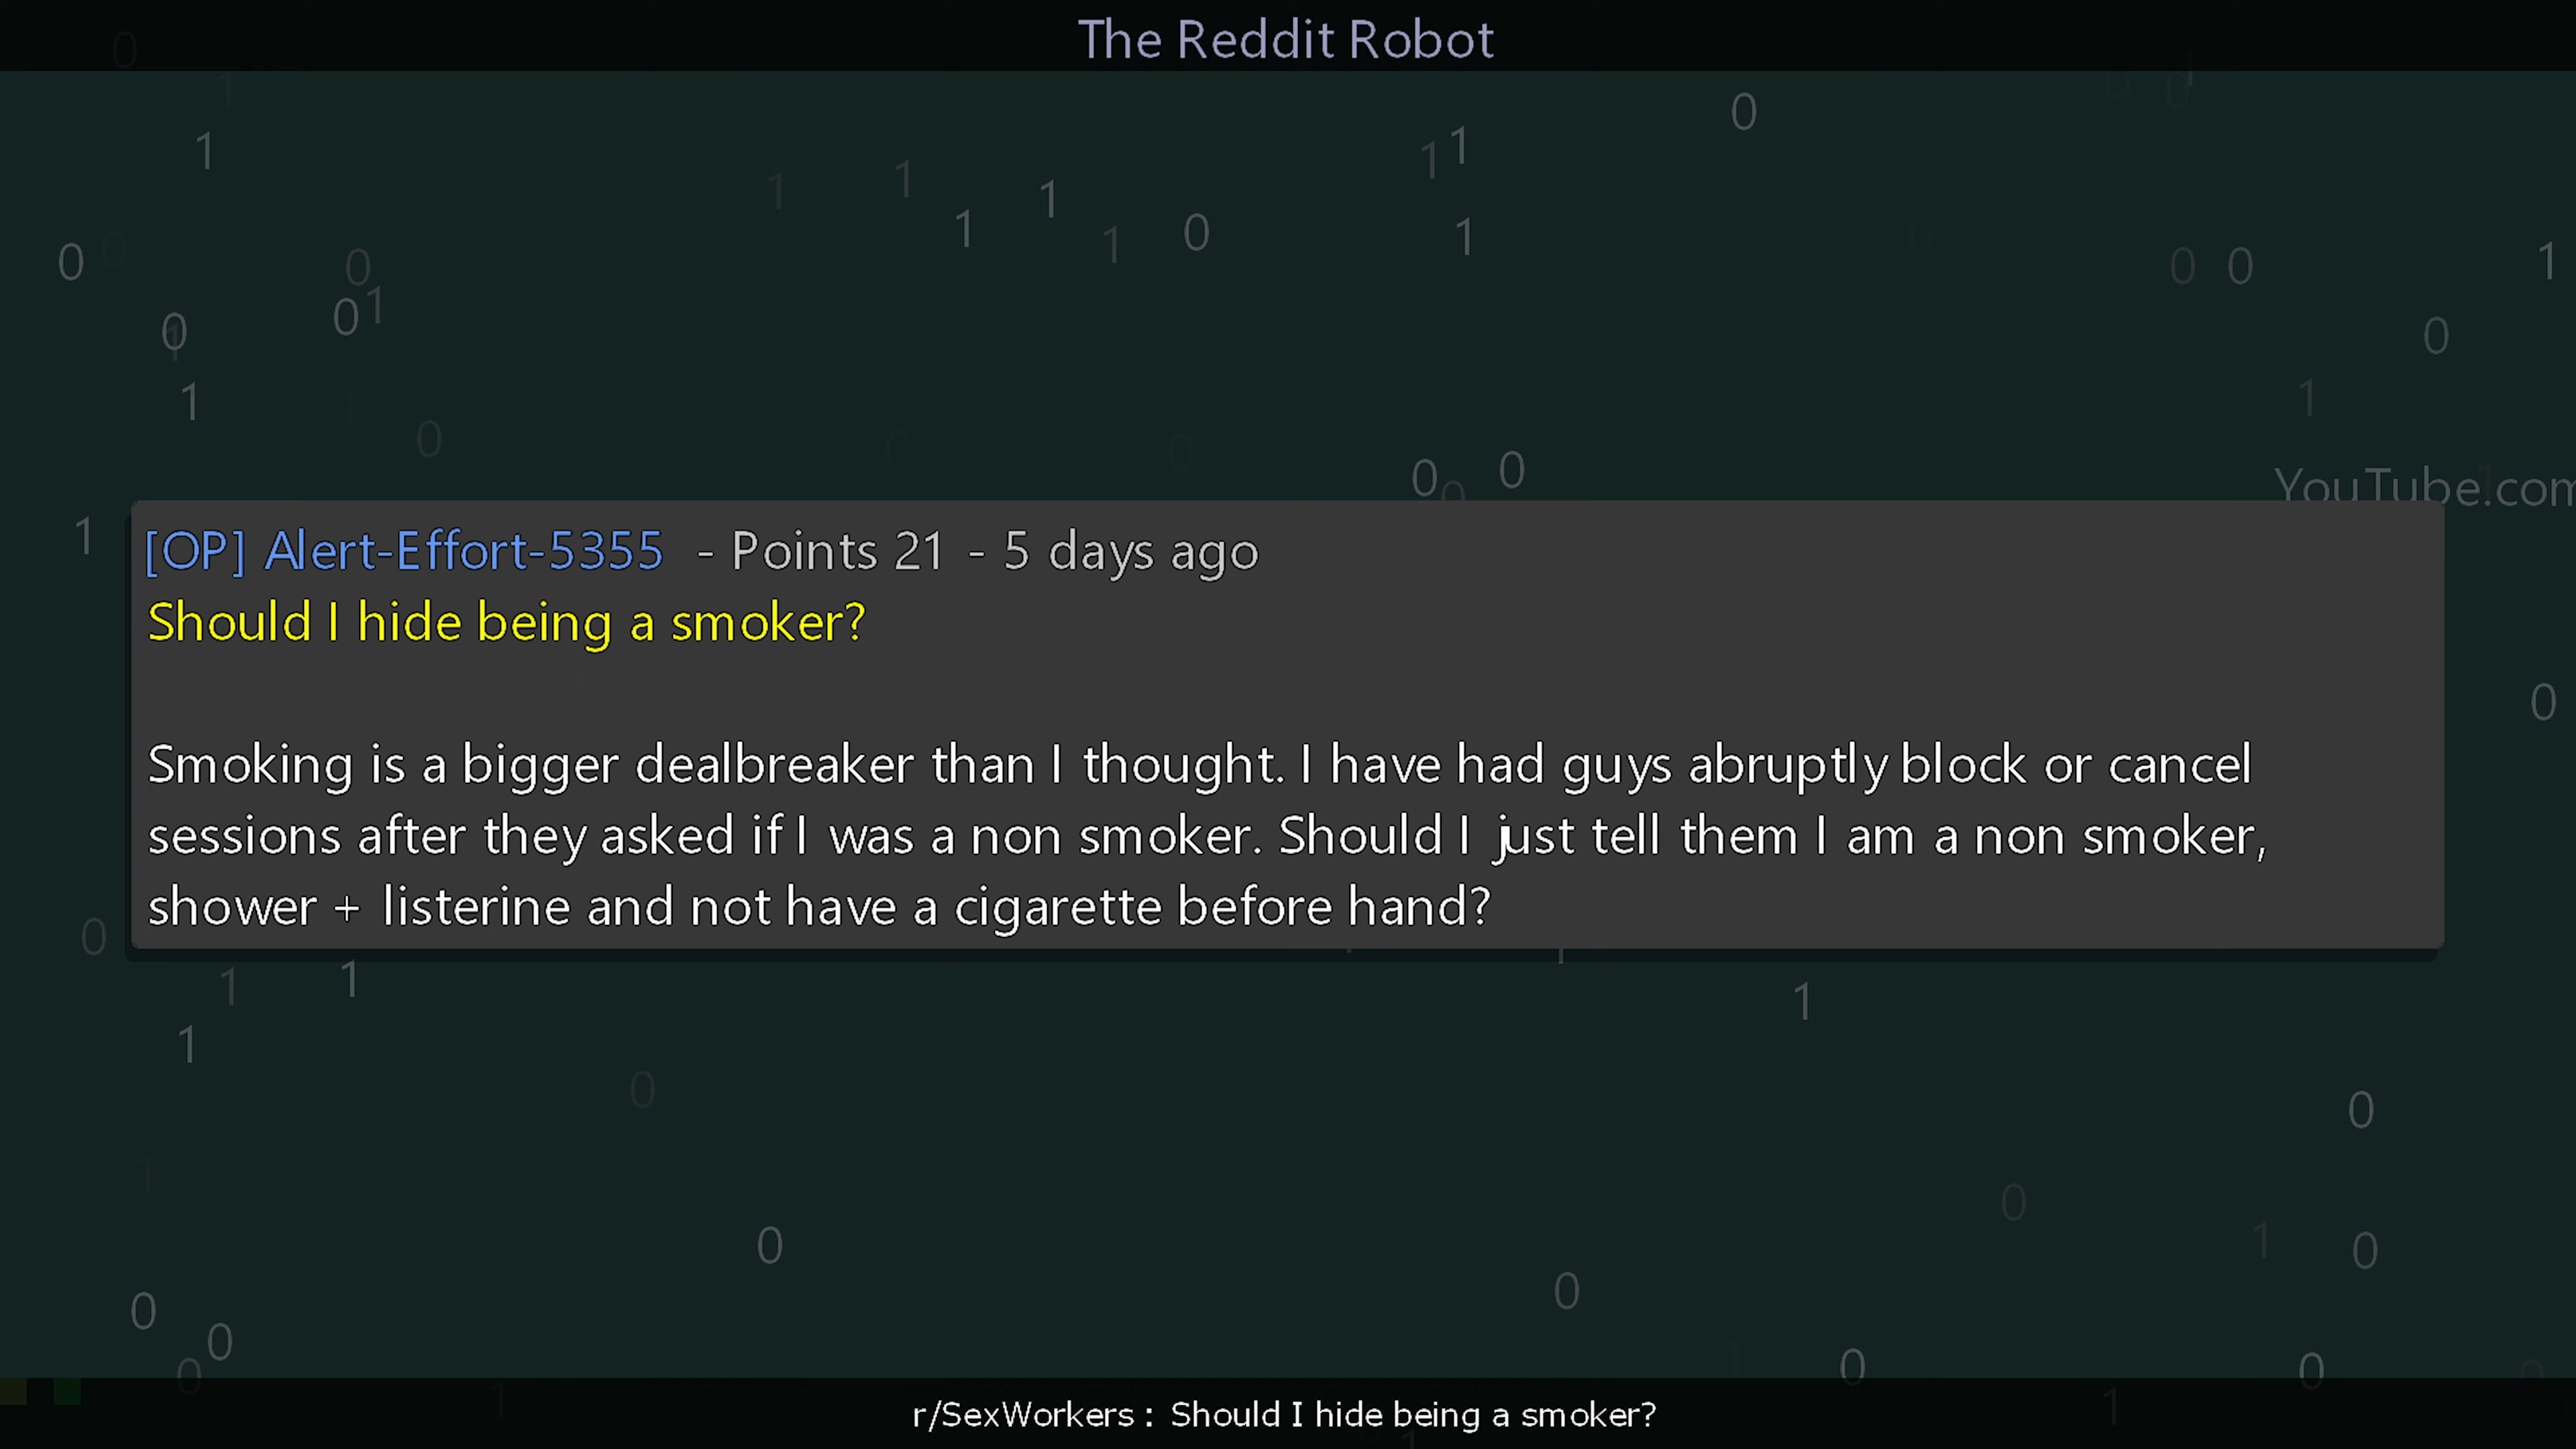 The Reddit Robot
YouTube.com
[OP] Alert-Effort-5355 - Points 21 - 5 days ago
Should I hide being a smoker?
Smoking is a bigger dealbreaker than I thought. I have had guys abruptly block or cancel
sessions after they asked if I was a non smoker. Should I just tell them I am a non smoker,
shower + listerine and not have a cigarette before hand?
r/SexWorkers : Should I hide being a smoker?